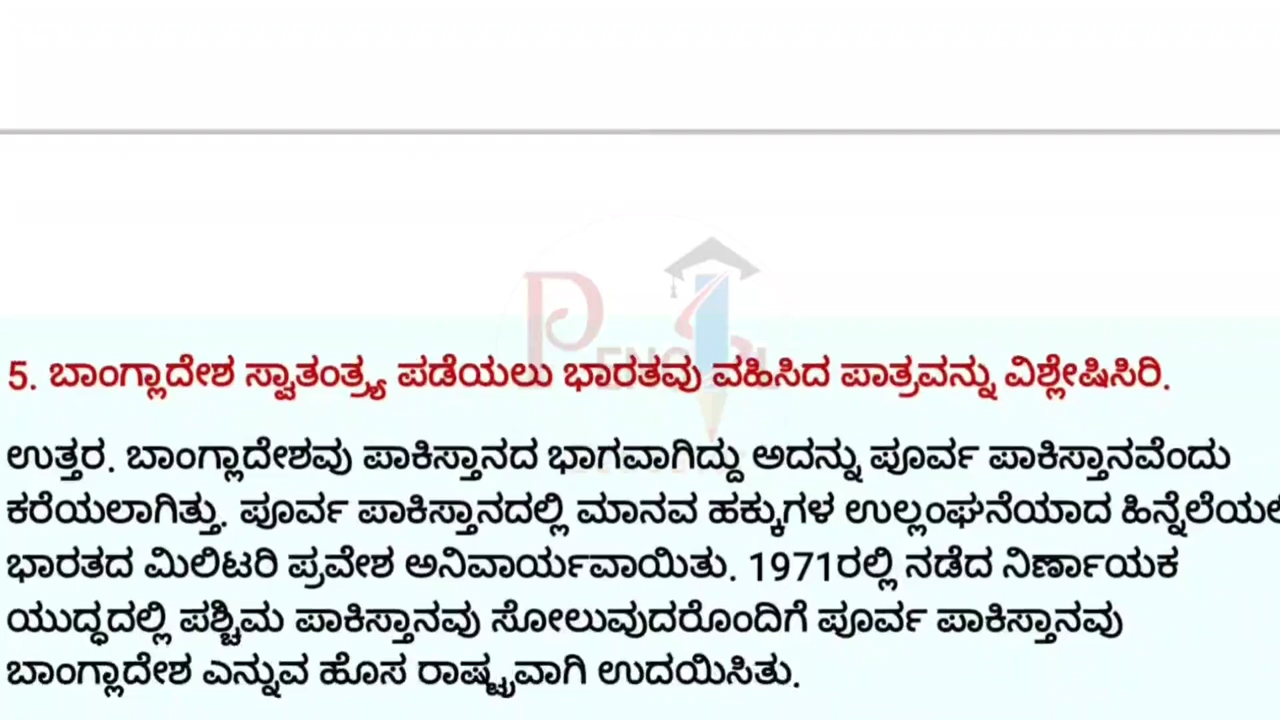 5. ಬಾಂಗ್ಲಾದೇಶ ಸ್ವಾತಂತ್ರ್ಯ ಪಡೆಯಲು ಭಾರತವು ವಹಿಸಿದ ಪಾತ್ರವನ್ನು ವಿಶ್ಲೇಷಿಸಿರಿ.
ಉತ್ತರ. ಬಾಂಗ್ಲಾದೇಶವು ಪಾಕಿಸ್ತಾನದ ಭಾಗವಾಗಿದ್ದು ಅದನ್ನು ಪೂರ್ವ ಪಾಕಿಸ್ತಾನವೆಂದು
ಕರೆಯಲಾಗಿತ್ತು. ಪೂರ್ವ ಪಾಕಿಸ್ತಾನದಲ್ಲಿ ಮಾನವ ಹಕ್ಕುಗಳ ಉಲ್ಲಂಘನೆಯಾದ
ಭಾರತದ ಮಿಲಿಟರಿ ಪ್ರವೇಶ ಅನಿವಾರ್ಯವಾಯಿತು. 1971ರಲ್ಲಿ ನಡೆದ ನಿರ್ಣಾಯಕ
ಯುದ್ಧದಲ್ಲಿ ಪಶ್ಚಿಮ ಪಾಕಿಸ್ತಾನವು ಸೋಲುವುದರೊಂದಿಗೆ ಪೂರ್ವ ಪಾಕಿಸ್ತಾನವು
ಬಾಂಗ್ಲಾದೇಶ ಎನ್ನುವ ಹೊಸ ರಾಷ್ಟ್ರವಾಗಿ ಉದಯಿಸಿತು.